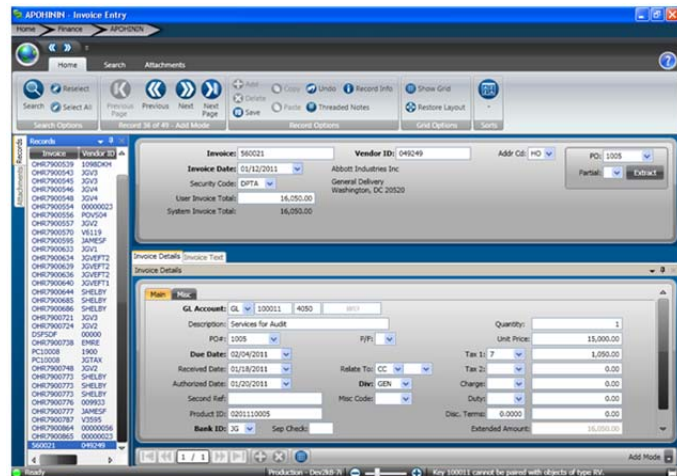 APOHININ - Invoice Entry
Home Finance APOHININ
Home Search Attachments
Search Reselect Select All
Previous Page Previous Next Next Page
Add Delete Save Copy Paste Undo Threaded Notes Record Info
Show Grid Restore Layout
Search Options Record 36 of 49 - Add Mode Record Options Grid Options Sorts
Attachments Records
Records
Invoice Vendor ID
OHR7900539 1098DKH
OHR7900543 JGV3
OHR7900545 JGV3
OHR7900546 JGV4
OHR7900548 JGV4
OHR7900554 00000023
OHR7900556 POVS04
OHR7900557 JGV2
OHR7900570 V6119
OHR7900595 JAMESF
OHR7900633 JGV1
OHR7900634 JGVEFT2
OHR7900639 JGVEFT2
OHR7900636 JGVEFT2
OHR7900640 JGVEFT1
OHR7900644 SHELBY
OHR7900685 SHELBY
OHR7900686 SHELBY
OHR7900721 JGV3
OHR7900724 JGV2
DSFSDF 00000
OHR7900738 EMRE
PC10008 1900
PC10008 JGTAX
OHR7900748 JGV2
OHR7900773 SHELBY
OHR7900773 SHELBY
OHR7900773 SHELBY
OHR7900776 009933
OHR7900777 JAMESF
OHR7900787 V3595
OHR7900864 00000056
OHR7900865 00000023
560021 049249
Invoice: 560021 Vendor ID: 049249 Addr Cd: HO
Invoice Date: 01/12/2011 Abbott Industries Inc
Security Code: DPTA General Delivery
Washington, DC 20520
User Invoice Total: 16,050.00
System Invoice Total: 16,050.00
PO: 1005
Partial: Extract
Invoice Details Invoice Text
Invoice Details
Main Misc
GL Account: GL 100011 4050
Description: Services for Audit Quantity: 1
PO#: 1005 P/F: Unit Price: 15,000.00
Due Date: 02/04/2011 Tax 1: 7 1,050.00
Received Date: 01/18/2011 Relate To: CC Tax 2: 0.00
Authorized Date: 01/20/2011 Div: GEN Charge: 0.00
Second Ref: Misc Code: Duty: 0.00
Product ID: 0201110005 Disc. Terms: 0.0000 0.00
Bank ID: JG Sep Check: Extended Amount: 16,050.00
1 / 1 Add Mode
Ready Production - Dev2kB-7i Key 100011 cannot be paired with objects of type RV.